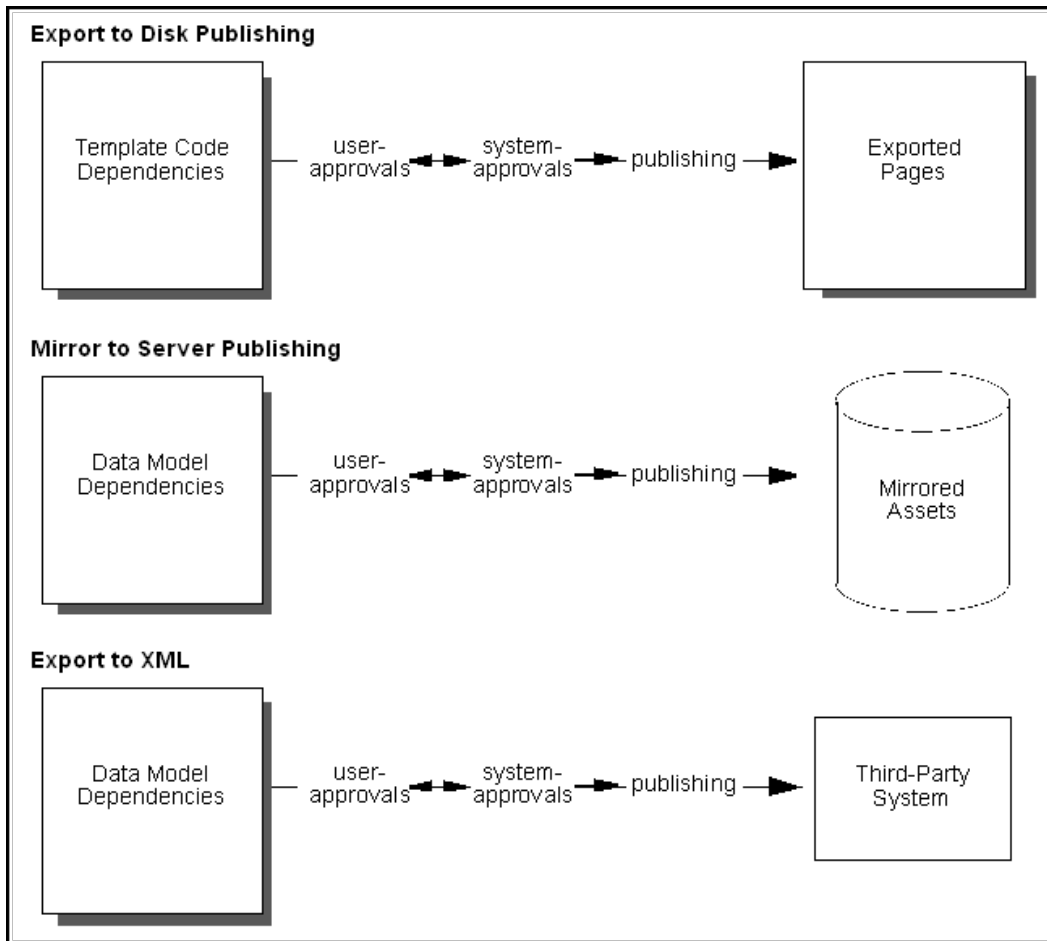 Export to Disk Publishing
Template Code
Dependencies
user-
approvals
system-
approvals
publishing
Exported
Pages
Mirror to Server Publishing
Data Model
Dependencies
user-
approvals
system-
approvals
publishing
Mirrored
Assets
Export to XML
Data Model
Dependencies
user-
approvals
system-
approvals
publishing
Third-Party
System